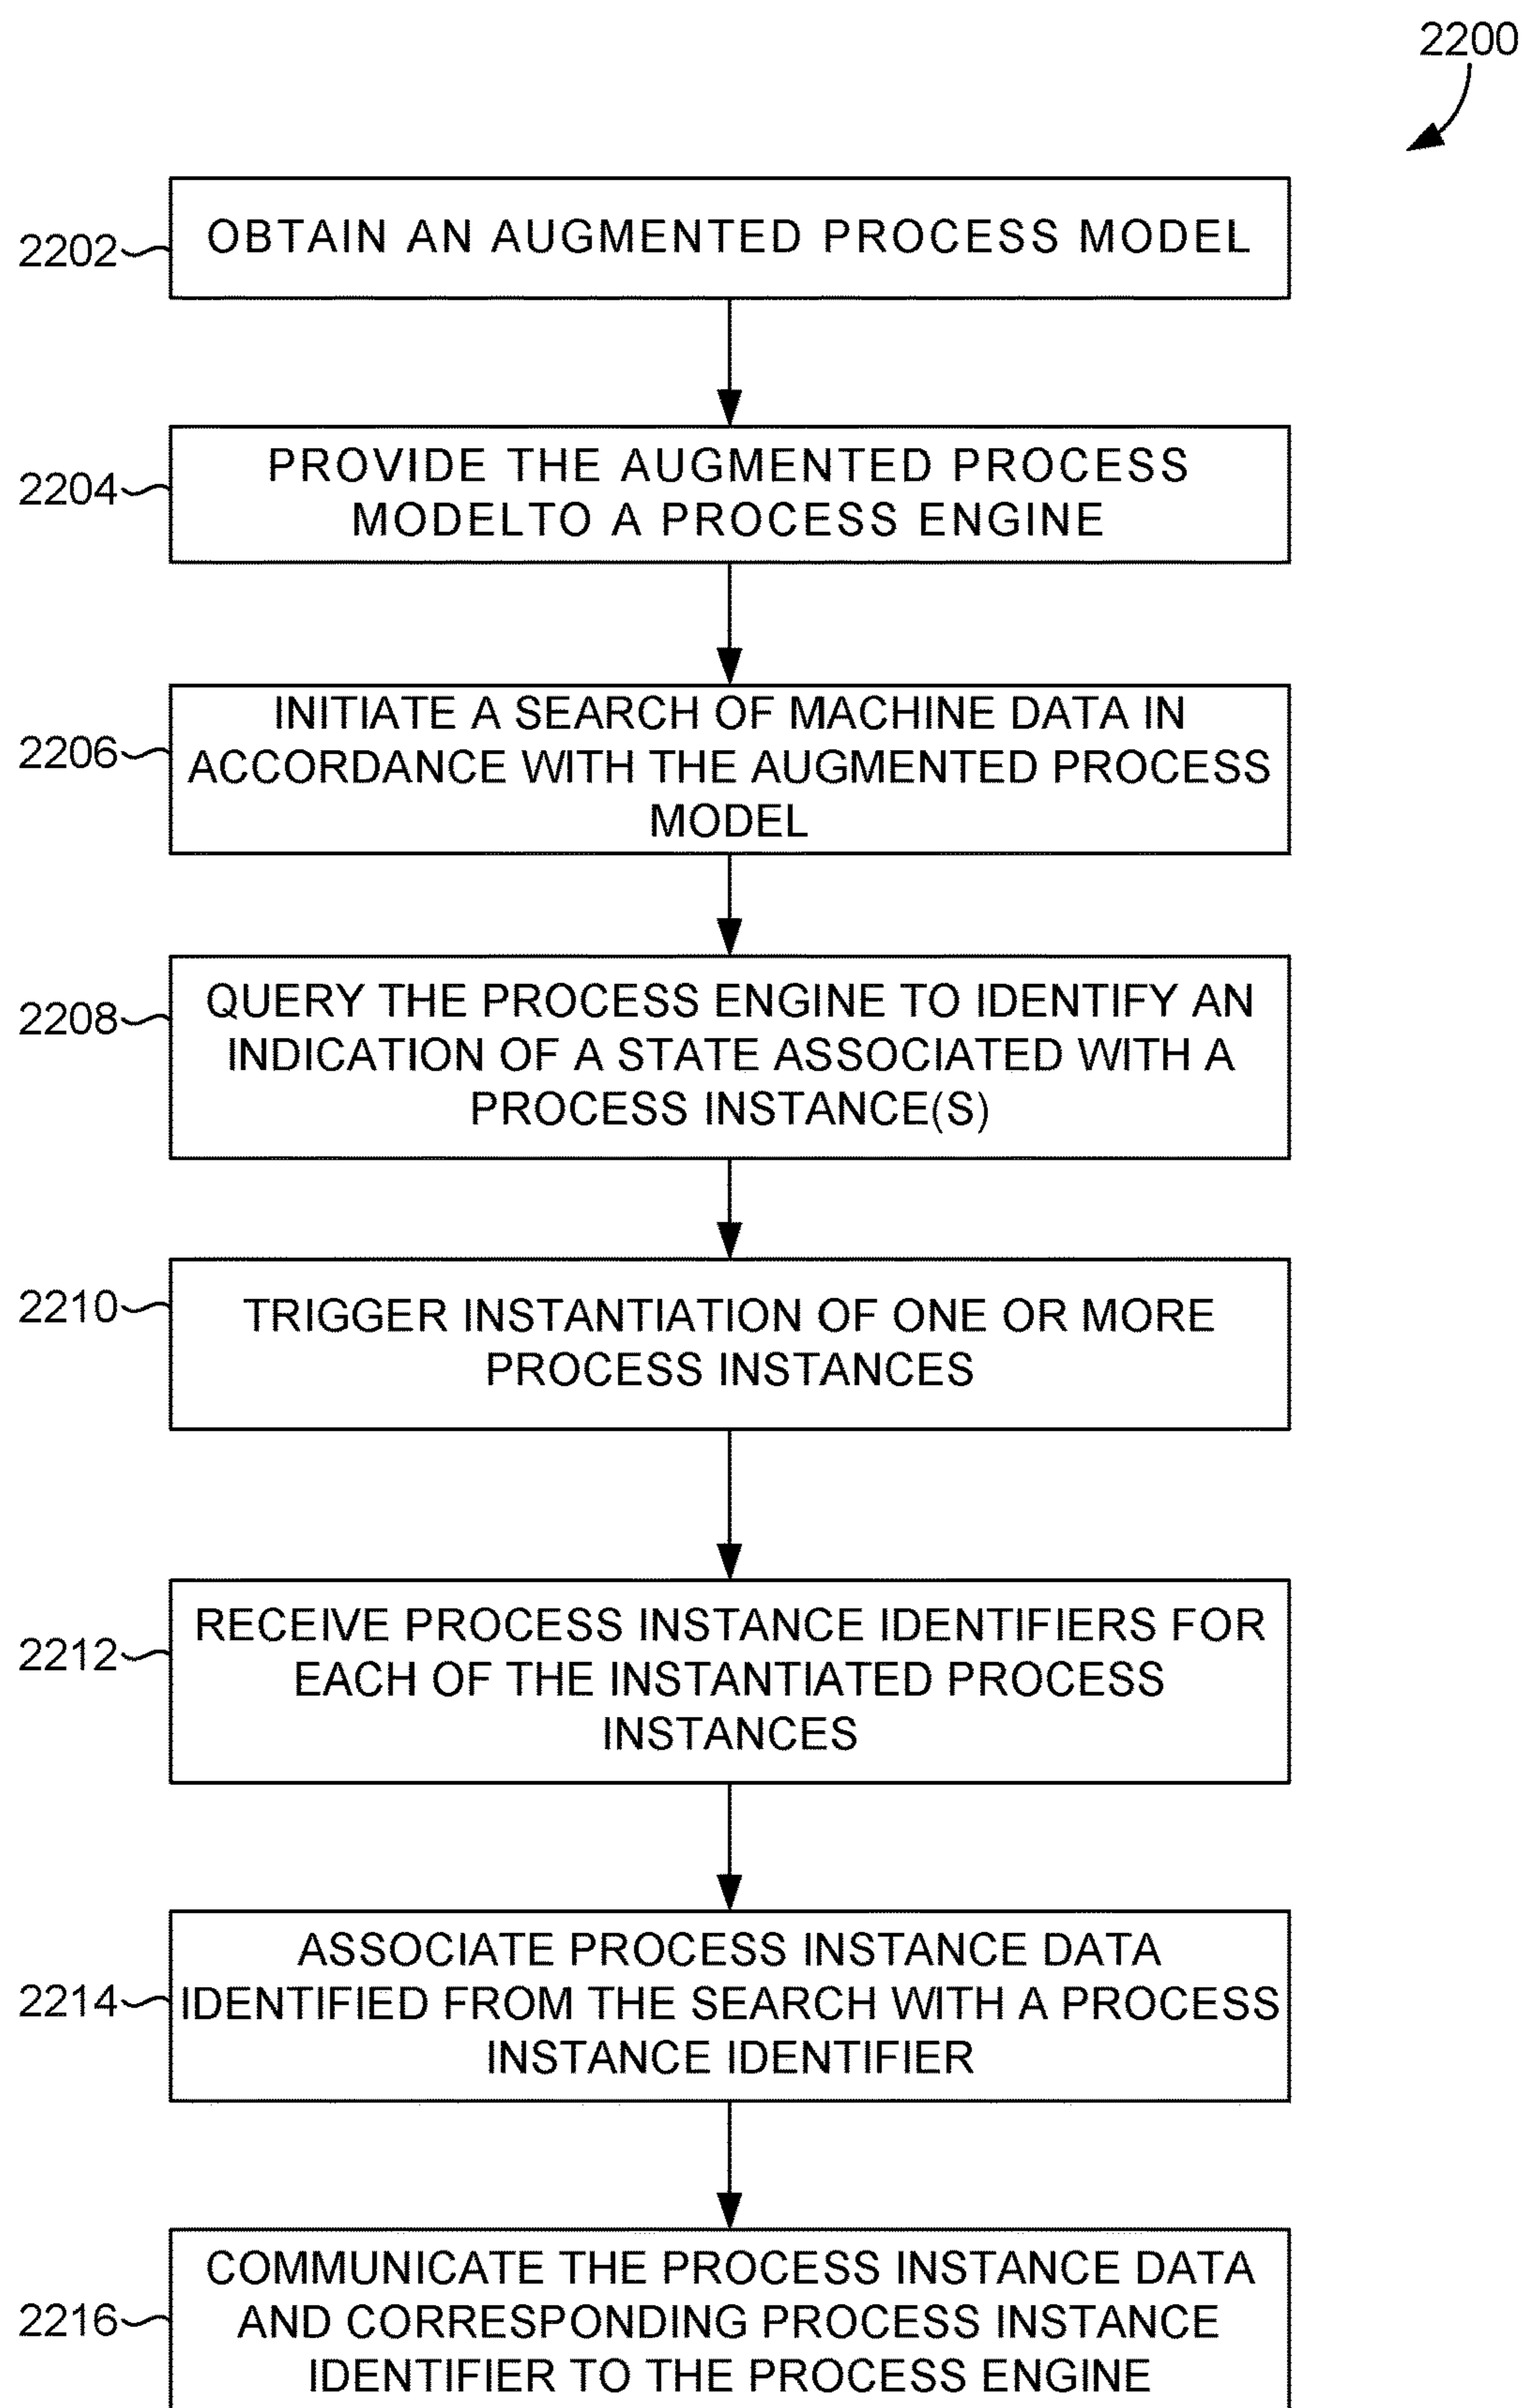 2200
2202
OBTAIN AN AUGMENTED PROCESS MODEL
2204
PROVIDE THE AUGMENTED PROCESS
MODELTO A PROCESS ENGINE
2206
INITIATE A SEARCH OF MACHINE DATA IN
ACCORDANCE WITH THE AUGMENTED PROCESS
MODEL
2208
QUERY THE PROCESS ENGINE TO IDENTIFY AN
INDICATION OF A STATE ASSOCIATED WITH A
PROCESS INSTANCE(S)
2210
TRIGGER INSTANTIATION OF ONE OR MORE
PROCESS INSTANCES
2212
RECEIVE PROCESS INSTANCE IDENTIFIERS FOR
EACH OF THE INSTANTIATED PROCESS
INSTANCES
2214
ASSOCIATE PROCESS INSTANCE DATA
IDENTIFIED FROM THE SEARCH WITH A PROCESS
INSTANCE IDENTIFIER
2216
COMMUNICATE THE PROCESS INSTANCE DATA
AND CORRESPONDING PROCESS INSTANCE
IDENTIFIER TO THE PROCESS ENGINE